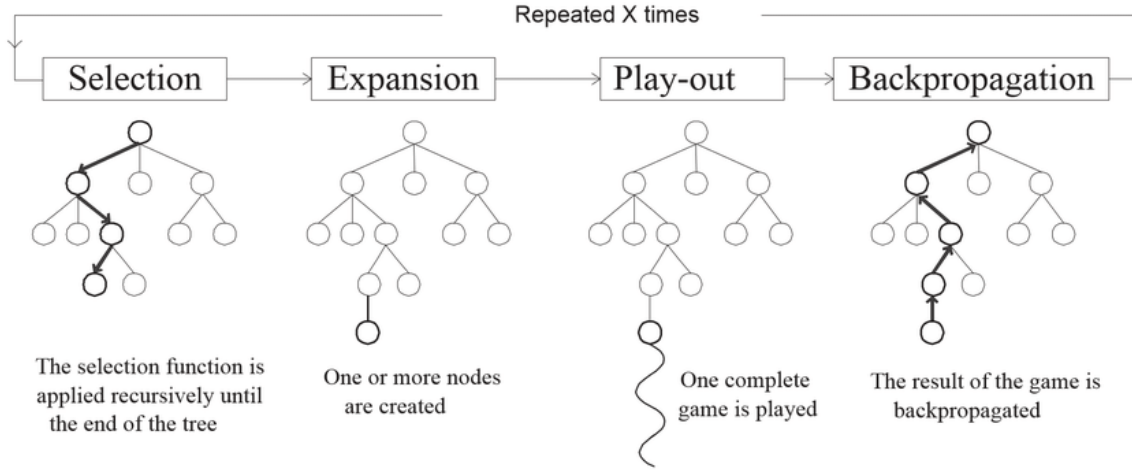 Repeated X times
Selection
Expansion
Play-out
Backpropagation
The selection function is
applied recursively until
the end of the tree
One or more nodes
are created
One complete
game is played
The result of the game is
backpropagated